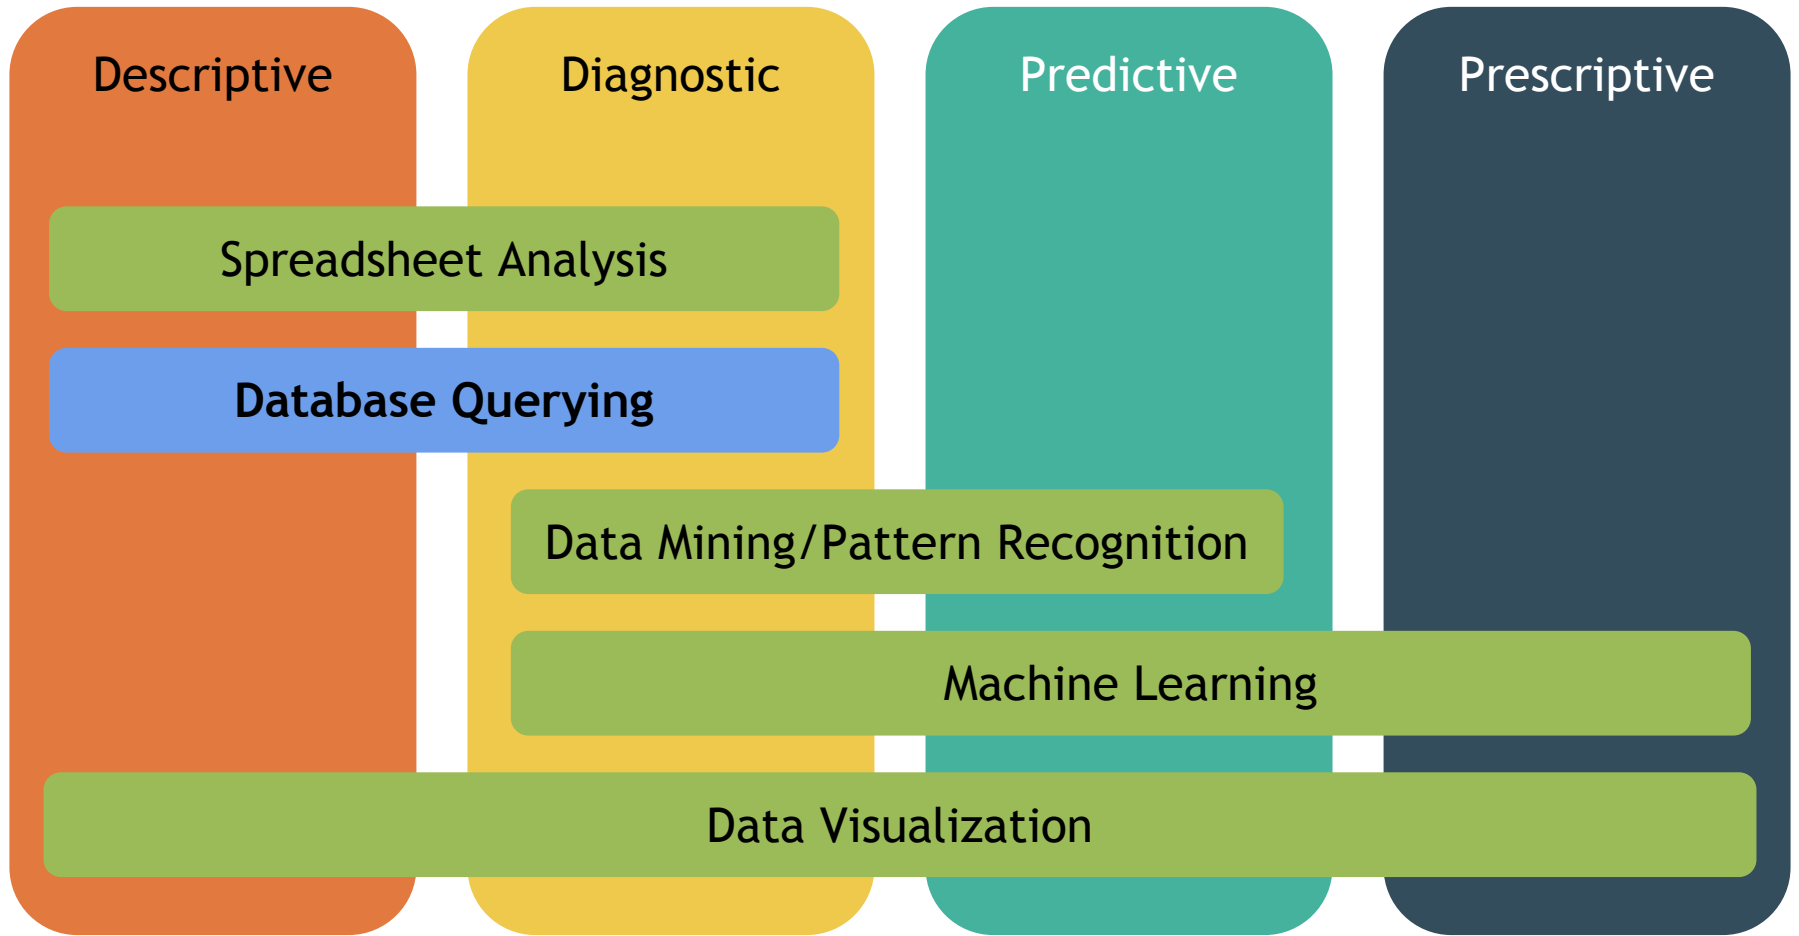 Descriptive
Diagnostic
Predictive
Prescriptive
Spreadsheet Analysis
Database Querying
Data Mining/Pattern Recognition
Machine Learning
Data Visualization